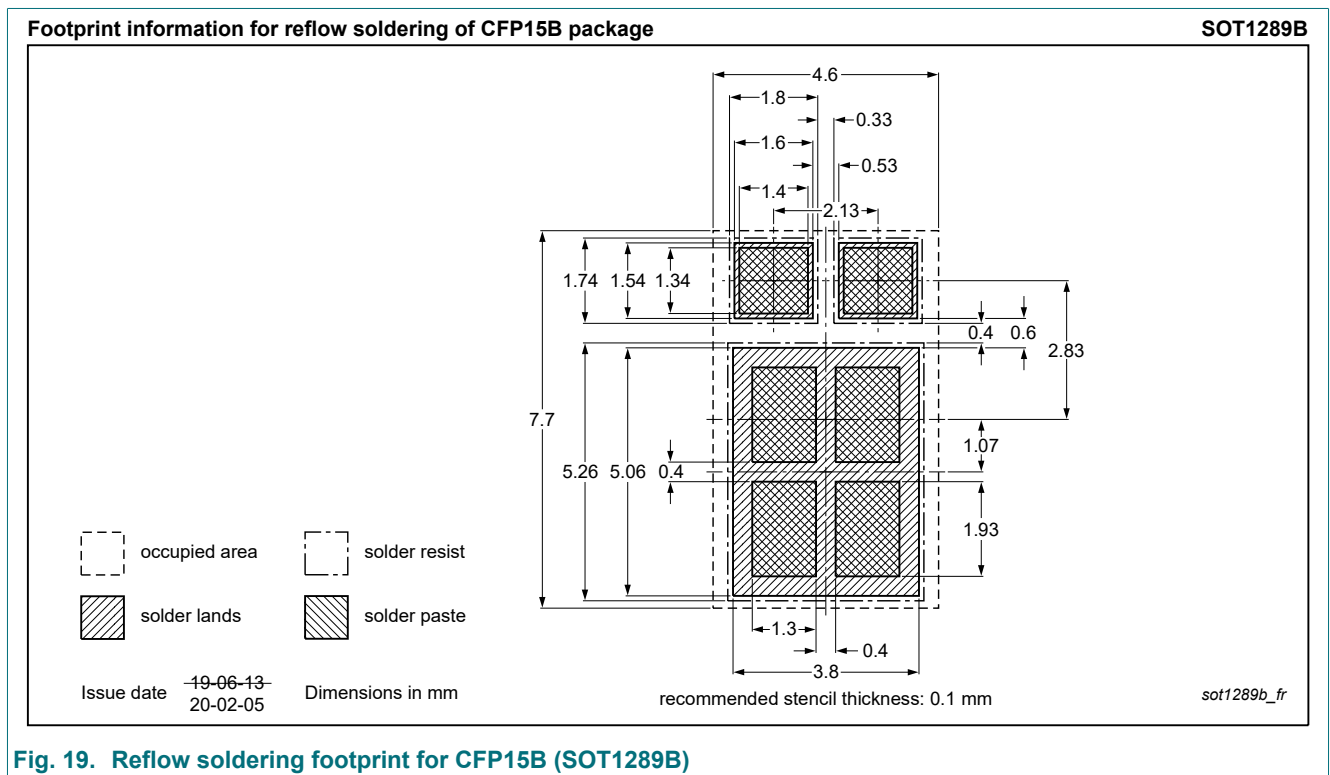 Footprint information for reflow soldering of CFP15B package SOT1289B
4.6
1.8
0.33
1.6
0.53
1.4
2.13
1.74 1.54 1.34
0.4 0.6
2.83
7.7
1.07
5.26 5.06 0.4
1.93
occupied area solder resist
solder lands solder paste
1.3
0.4
3.8
Issue date 19-06-13
20-02-05 Dimensions in mm
recommended stencil thickness: 0.1 mm
sot1289b_fr
Fig. 19. Reflow soldering footprint for CFP15B (SOT1289B)